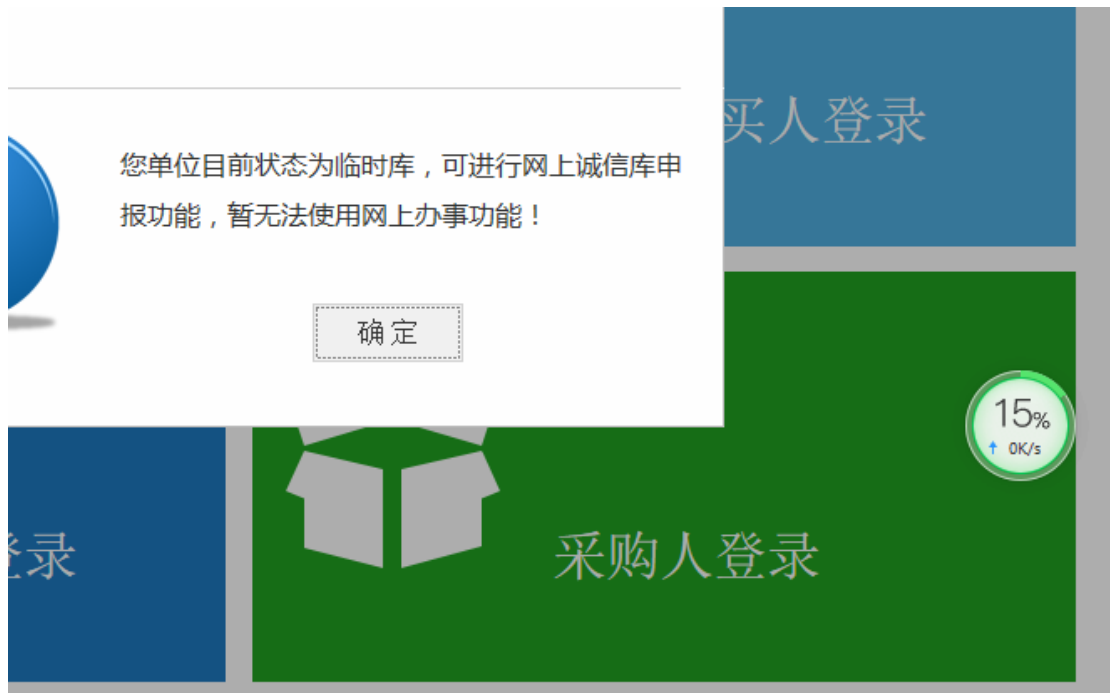 买人登录
您单位目前状态为临时库，可进行网上诚信库申
报功能，暂无法使用网上办事功能！
确定
15%
0K/s
登录
采购人登录